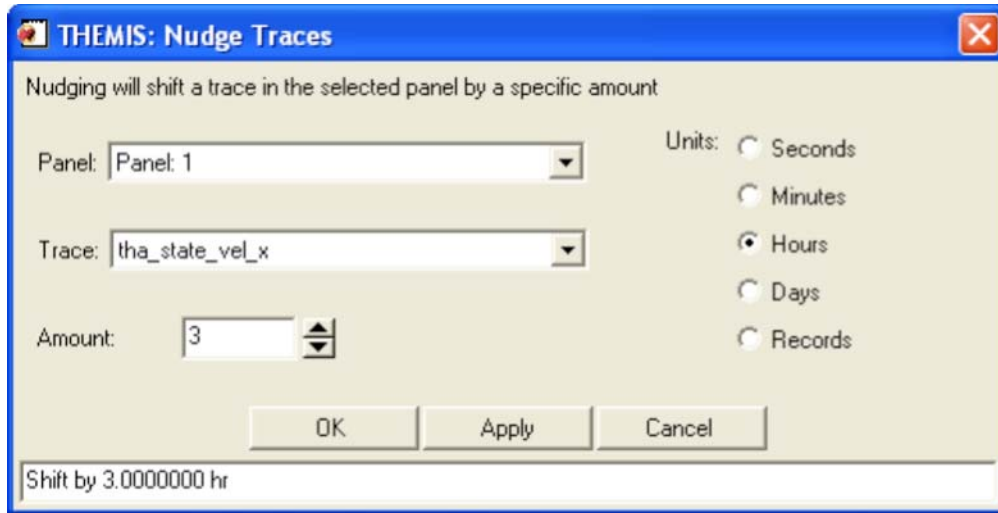 THEMIS: Nudge Traces
Nudging will shift a trace in the selected panel by a specific amount
Panel: Panel: 1
Units: Seconds
Minutes
Trace: tha_state_vel_x
Hours
Days
Amount: 3
Records
OK Apply Cancel
Shift by 3.0000000 hr